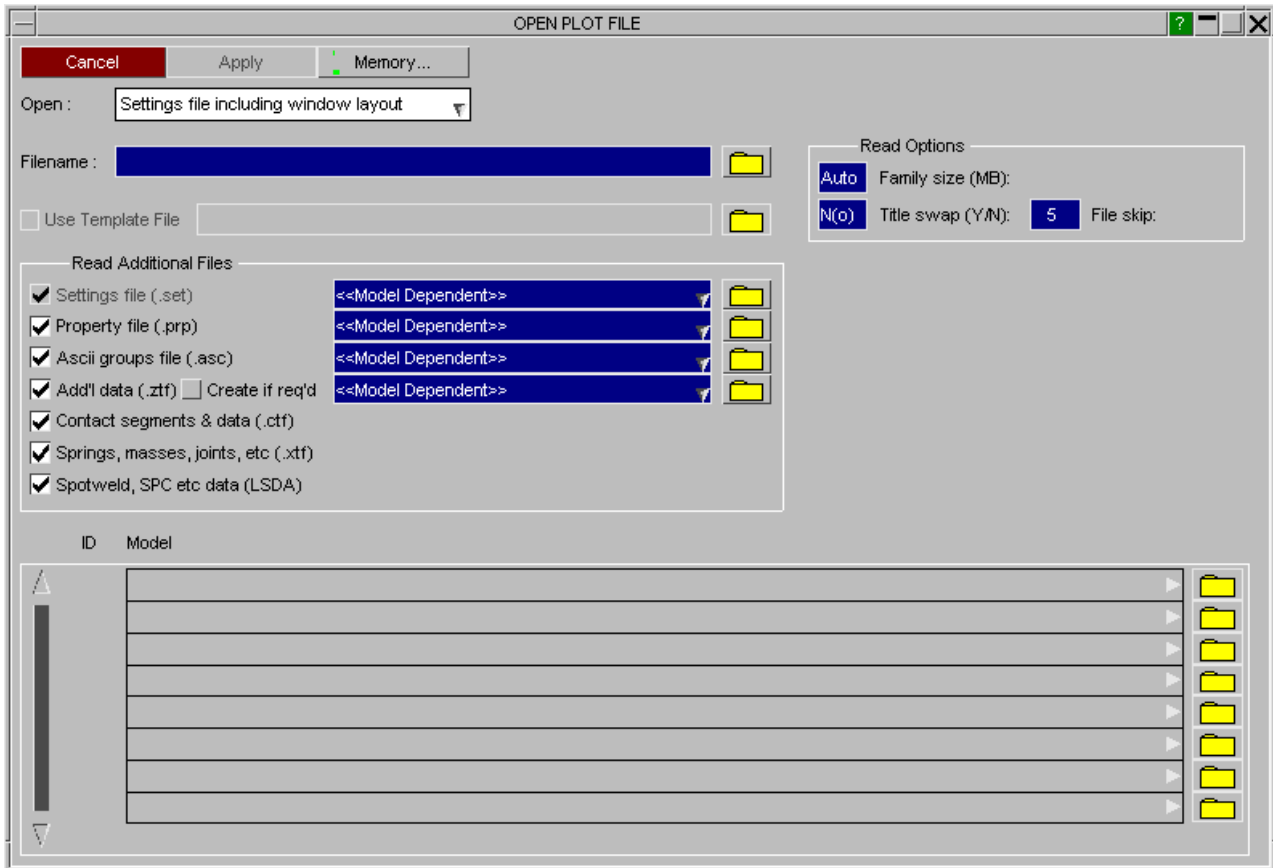 OPEN PLOT FILE ?
Cancel Apply Memory...
Open : Settings file including window layout
Filename :
Read Options
Auto Family size (MB):
N(o) Title swap (Y/N): 5 File skip:
Use Template File
Read Additional Files
Settings file (.set) <<Model Dependent>>
Property file (.prp) <<Model Dependent>>
Ascii groups file (.asc) <<Model Dependent>>
Add'l data (.ztf) Create if req'd <<Model Dependent>>
Contact segments & data (.ctf)
Springs, masses, joints, etc (.xtf)
Spotweld, SPC etc data (LSDA)
ID Model